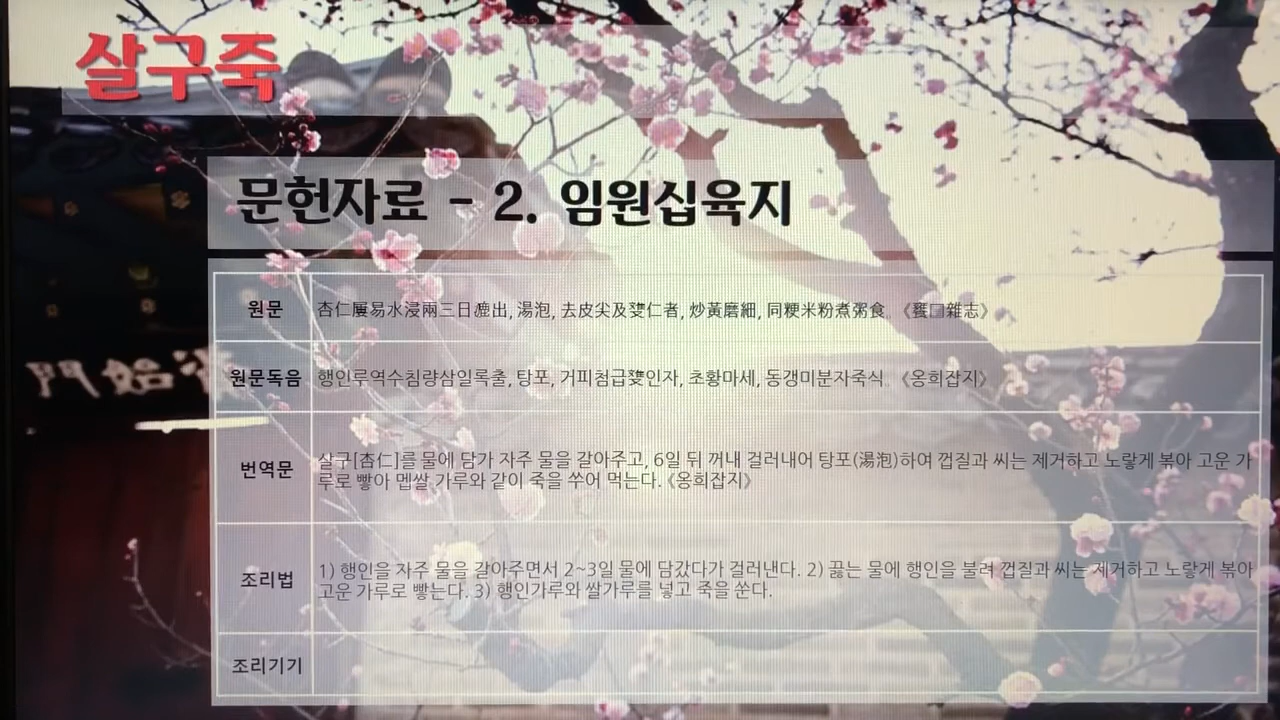 살구죽
문헌자료 - 2. 임원십육지
원문
杏仁屢易水浸兩三日漉出, 湯泡, 去皮尖及雙仁者, 炒黃磨細, 同粳米粉煮粥食. 《饔□雜志》
원문독음
행인루역수침량삼일록출, 탕포, 거피첨급雙인자, 초황마세, 동갱미분자죽식. 《옹희잡지》
번역문
살구[杏仁]를 물에 담가 자주 물을 갈아주고, 6일 뒤 꺼내 걸러내어 탕포(湯泡)하여 껍질과 씨는 제거하고 노랗게 볶아 고운 가
루로 빻아 멥쌀 가루와 같이 죽을 쑤어 먹는다.《옹희잡지》
조리법
1) 행인을 자주 물을 갈아주면서 2~3일 물에 담갔다가 걸러낸다. 2) 끓는 물에 행인을 불려 껍질과 씨는 제거하고 노랗게 볶아
고운 가루로 빻는다. 3) 행인가루와 쌀가루를 넣고 죽을 쑨다.
조리기기